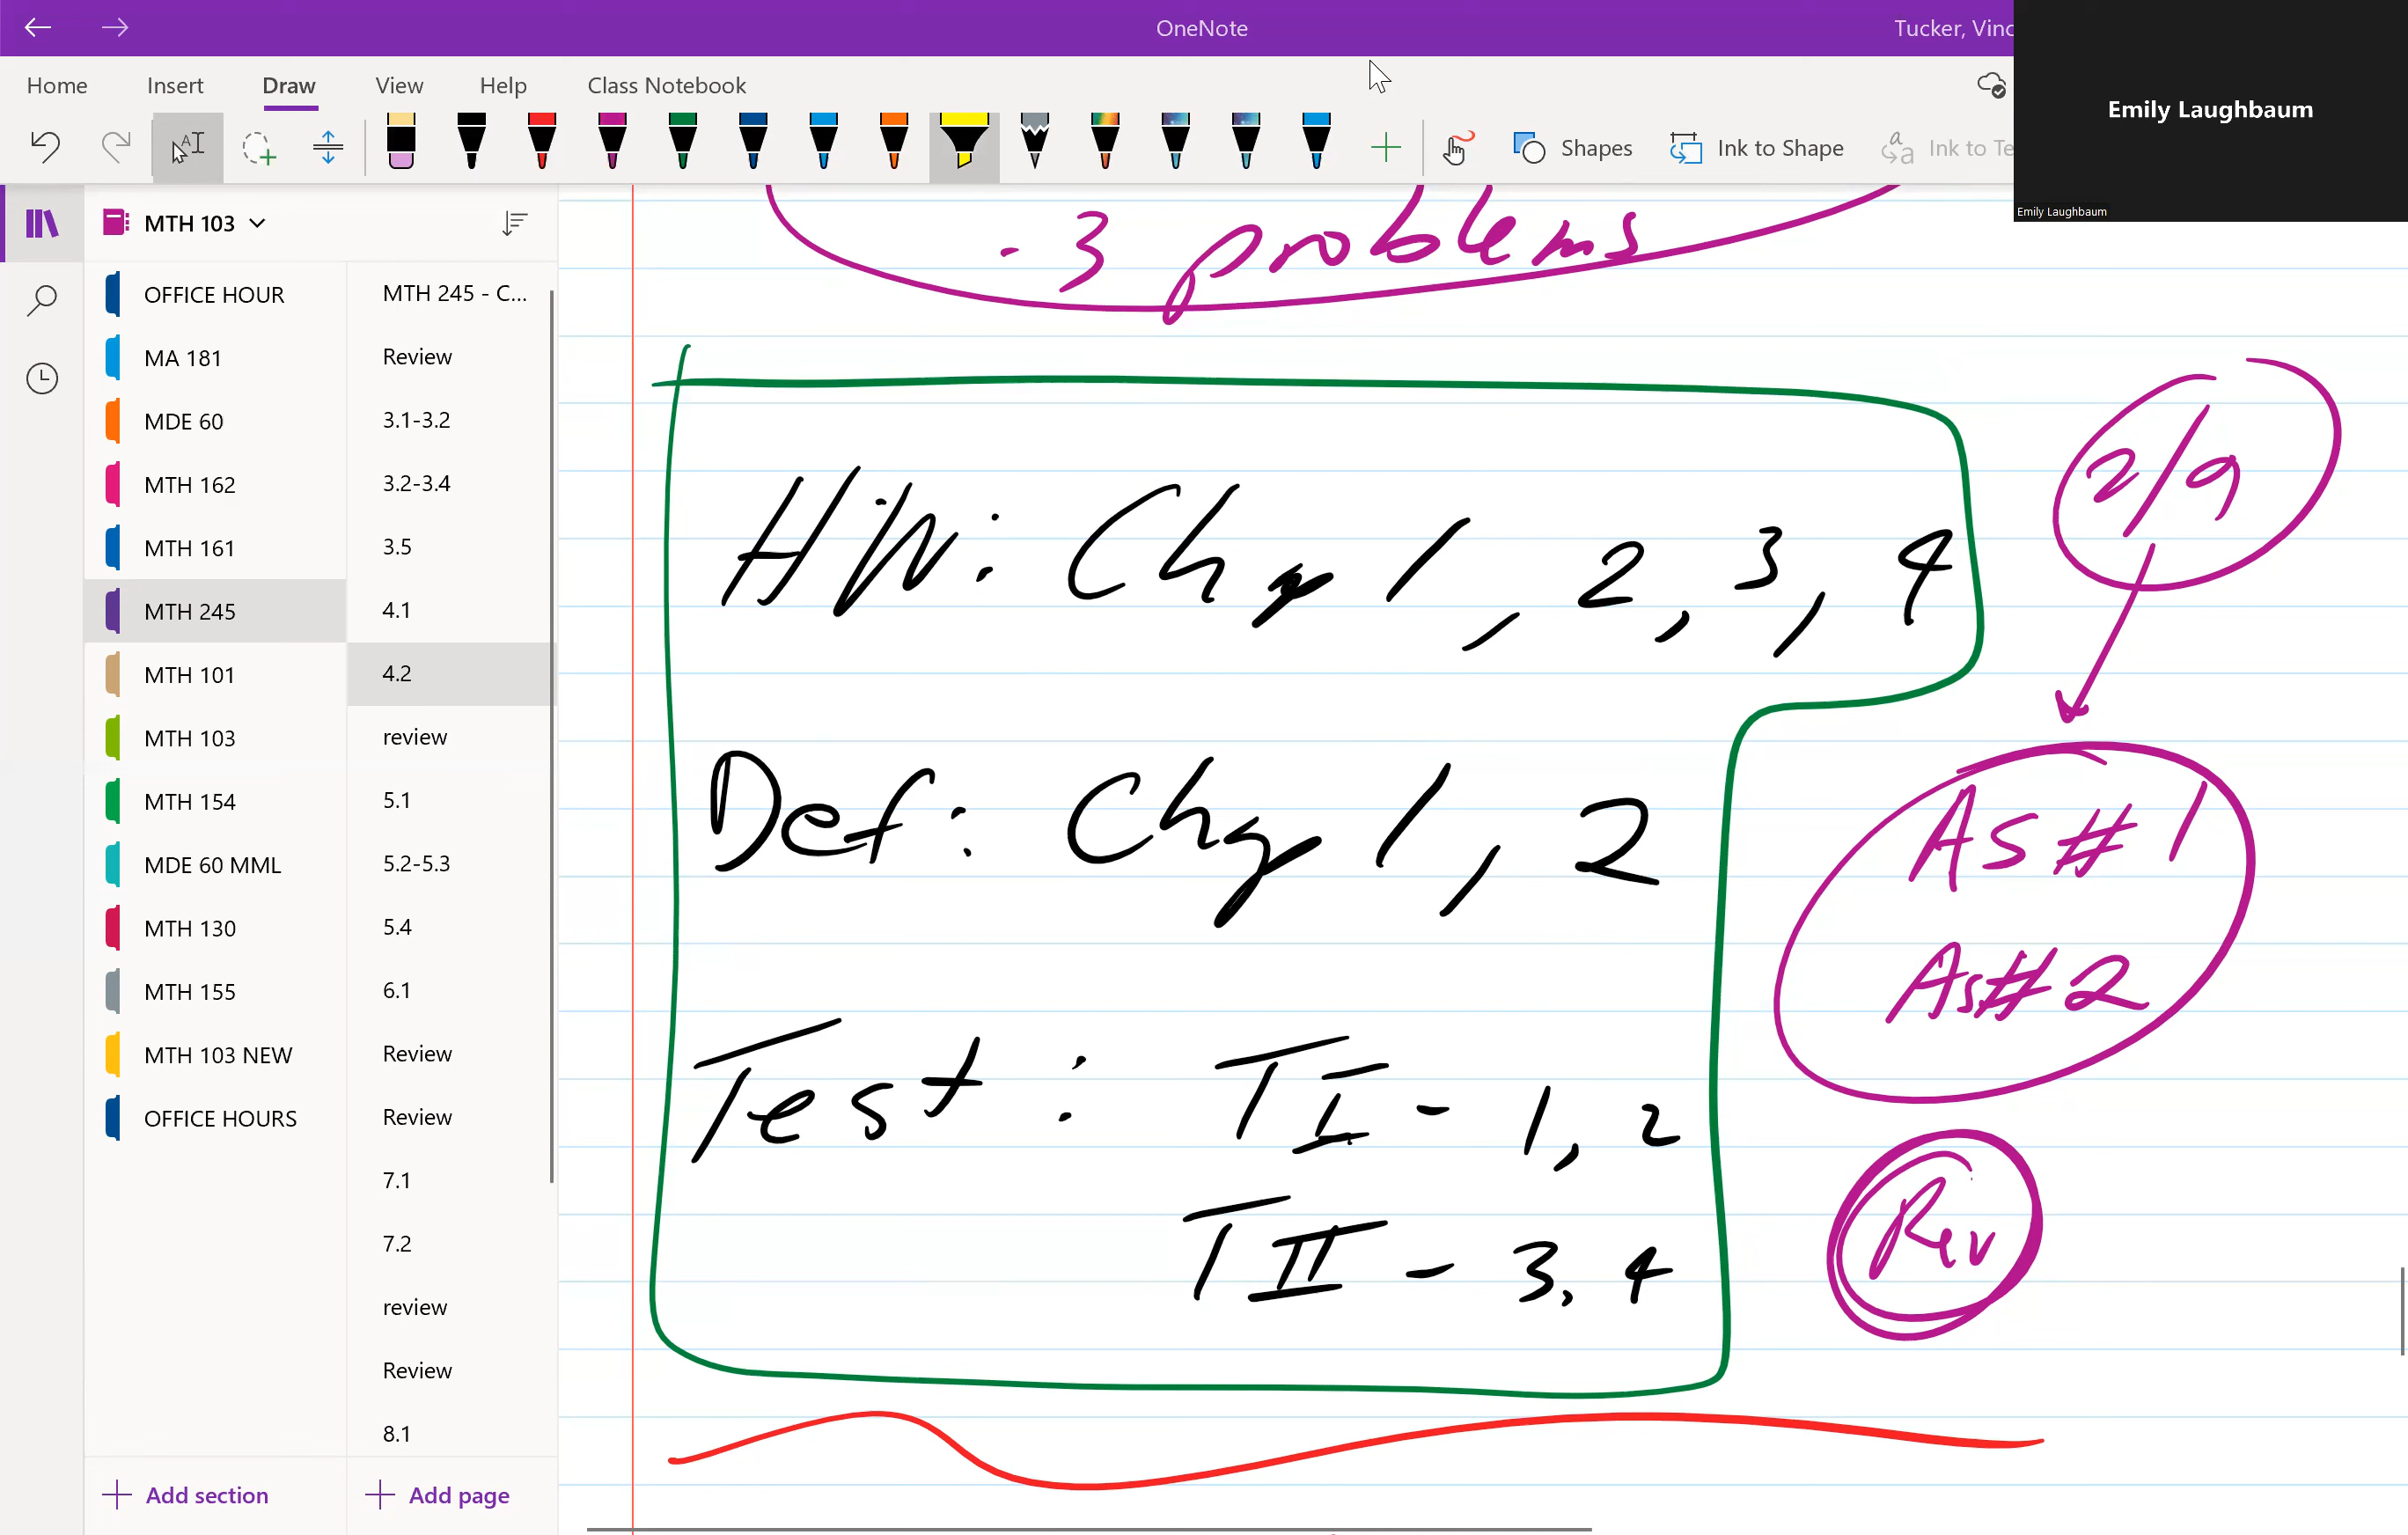 OneNote
Tucker, Vinc
Emily Laughbaum
Emily Laughbaum
Home
Insert
Draw
View
Help
Class Notebook
Shapes
Ink to Shape
Ink to Te
MTH 103
OFFICE HOUR
MA 181
MDE 60
MTH 162
MTH 161
MTH 245
MTH 101
MTH 103
MTH 154
MDE 60 MML
MTH 130
MTH 155
MTH 103 NEW
OFFICE HOURS
Add section
MTH 245 - C...
Review
3.1-3.2
3.2-3.4
3.5
4.1
4.2
review
5.1
5.2-5.3
5.4
6.1
Review
Review
7.1
7.2
review
Review
8.1
Add page
- 3 problems
HW: Chp 1, 2, 3, 4
Def: Chp 1, 2
Test: TI - 1, 2
TII - 3, 4
2/9
As #1
As #2
Rev